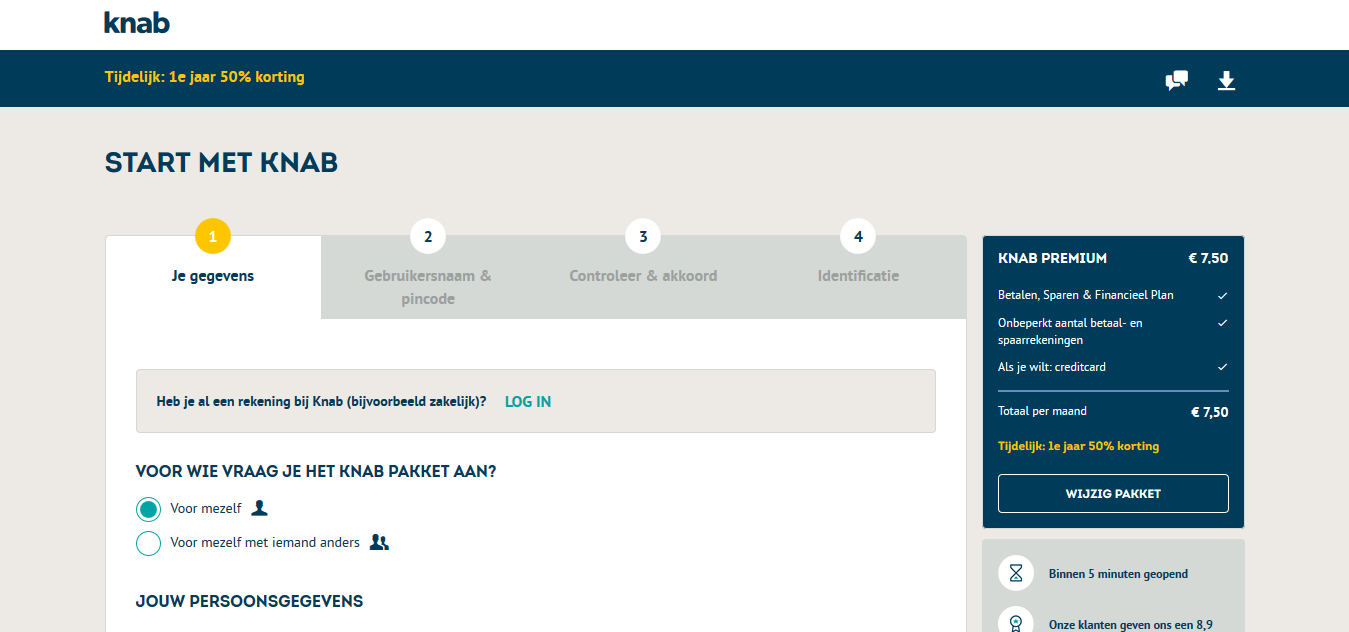 knab
Tijdelijk: 1e jaar 50% korting
START MET KNAB
1
Je gegevens
2
Gebruikersnaam &
pincode
3
Controleer & akkoord
4
Identificatie
Heb je al een rekening bij Knab (bijvoorbeeld zakelijk)? LOG IN
VOOR WIE VRAAG JE HET KNAB PAKKET AAN?
Voor mezelf
Voor mezelf met iemand anders
JOUW PERSOONSGEGEVENS
KNAB PREMIUM € 7,50
Betalen, Sparen & Financieel Plan
Onbeperkt aantal betaal- en
spaarrekeningen
Als je wilt: creditcard
Totaal per maand € 7,50
Tijdelijk: 1e jaar 50% korting
WIJZIG PAKKET
Binnen 5 minuten geopend
Onze klanten geven ons een 8,9